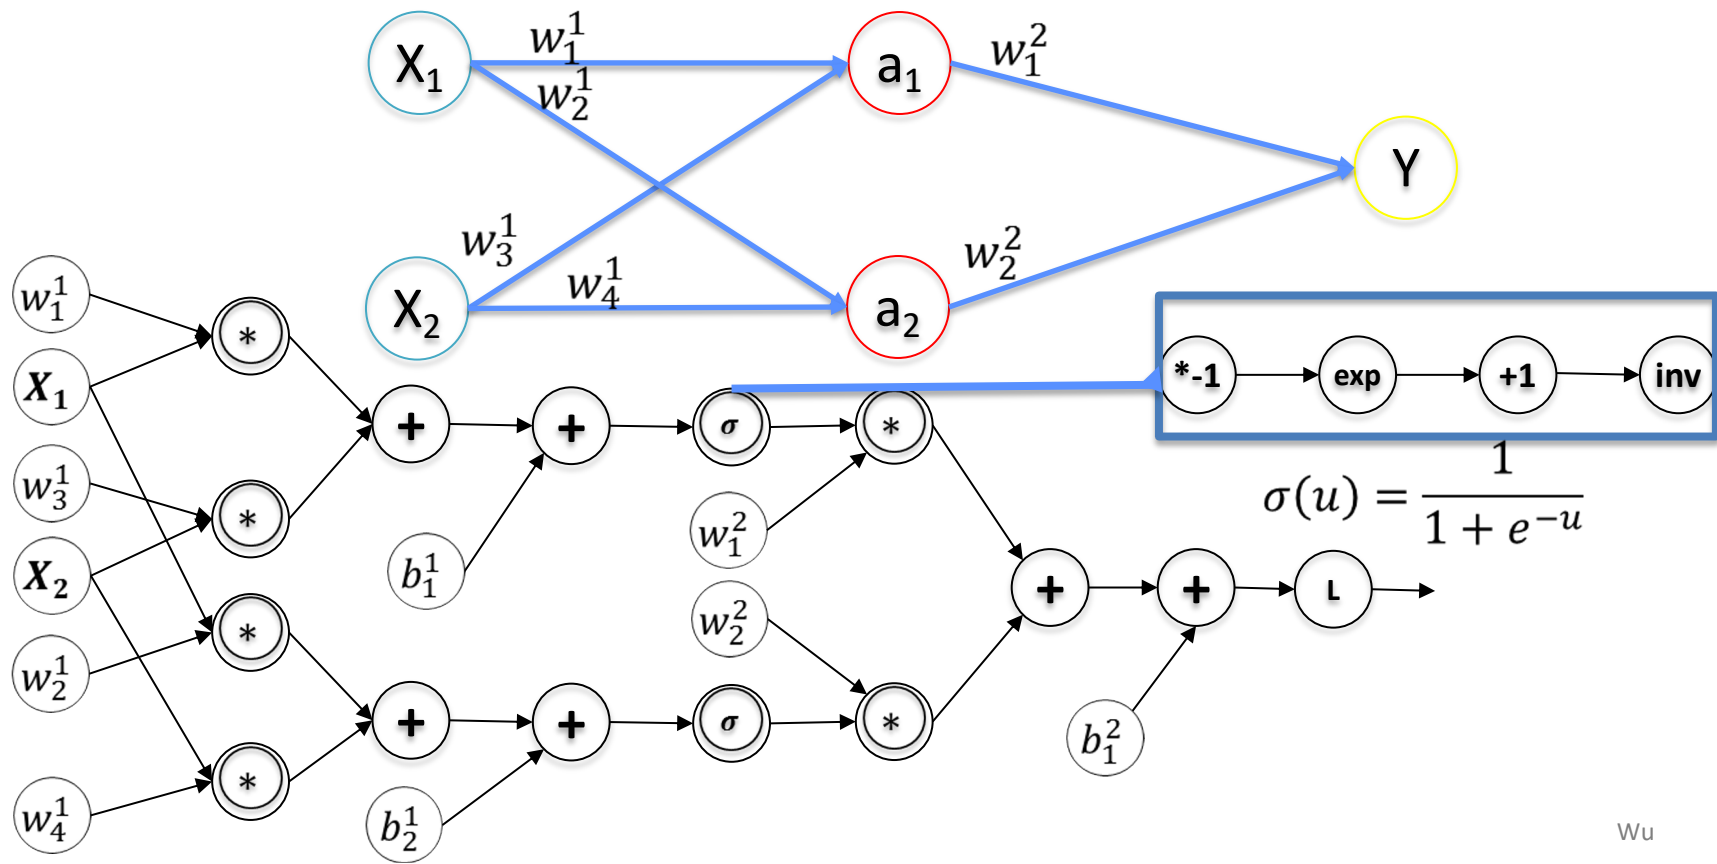 X₁ w₁¹ a₁ w₁²
w₂¹
Y
w₃¹ w₂²
X₂ w₄¹ a₂
w₁¹ *
*-1 exp +1 inv
X₁ + + σ *
σ(u) = 1 / (1 + e⁻ᵘ)
w₃¹ * w₁²
X₂ b₁¹ + + L
w₂¹ * w₂²
+ + σ *
b₁²
w₄¹ * b₂¹
Wu